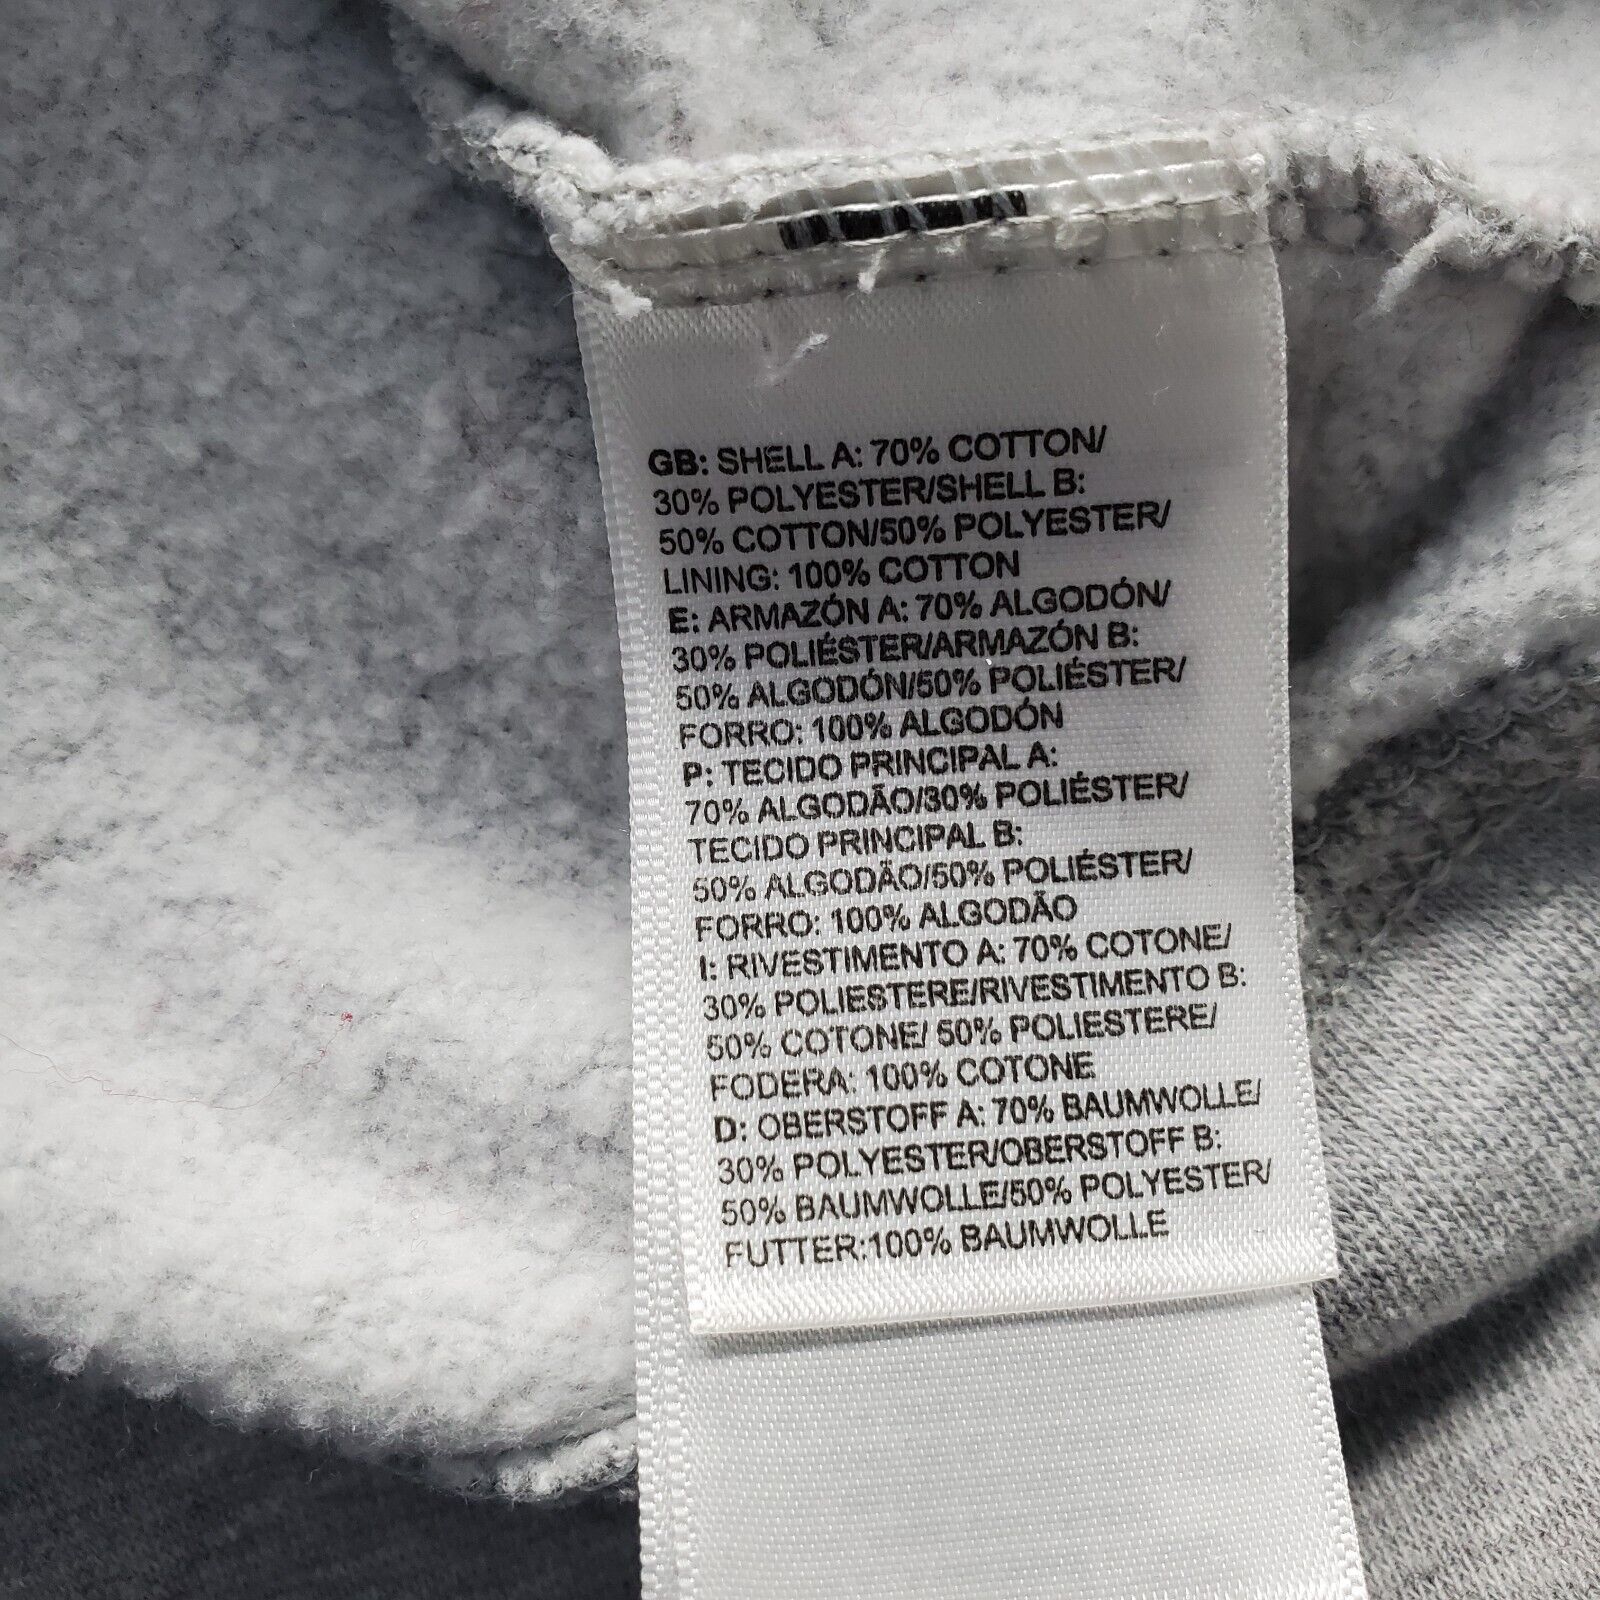 GB: SHELL A: 70% COTTON/
30% POLYESTER/SHELL B:
50% COTTON/50% POLYESTER/
LINING: 100% COTTON
E: ARMAZÓN A: 70% ALGODÓN/
30% POLIÉSTER/ARMAZÓN B:
50% ALGODÓN/50% POLIÉSTER/
FORRO: 100% ALGODÓN
P: TECIDO PRINCIPAL A:
70% ALGODÃO/30% POLIÉSTER/
TECIDO PRINCIPAL B:
50% ALGODÃO/50% POLIÉSTER/
FORRO: 100% ALGODÃO
I: RIVESTIMENTO A: 70% COTONE/
30% POLIESTERE/RIVESTIMENTO B:
50% COTONE/ 50% POLIESTERE/
FODERA: 100% COTONE
D: OBERSTOFF A: 70% BAUMWOLLE/
30% POLYESTER/OBERSTOFF B:
50% BAUMWOLLE/50% POLYESTER/
FUTTER:100% BAUMWOLLE